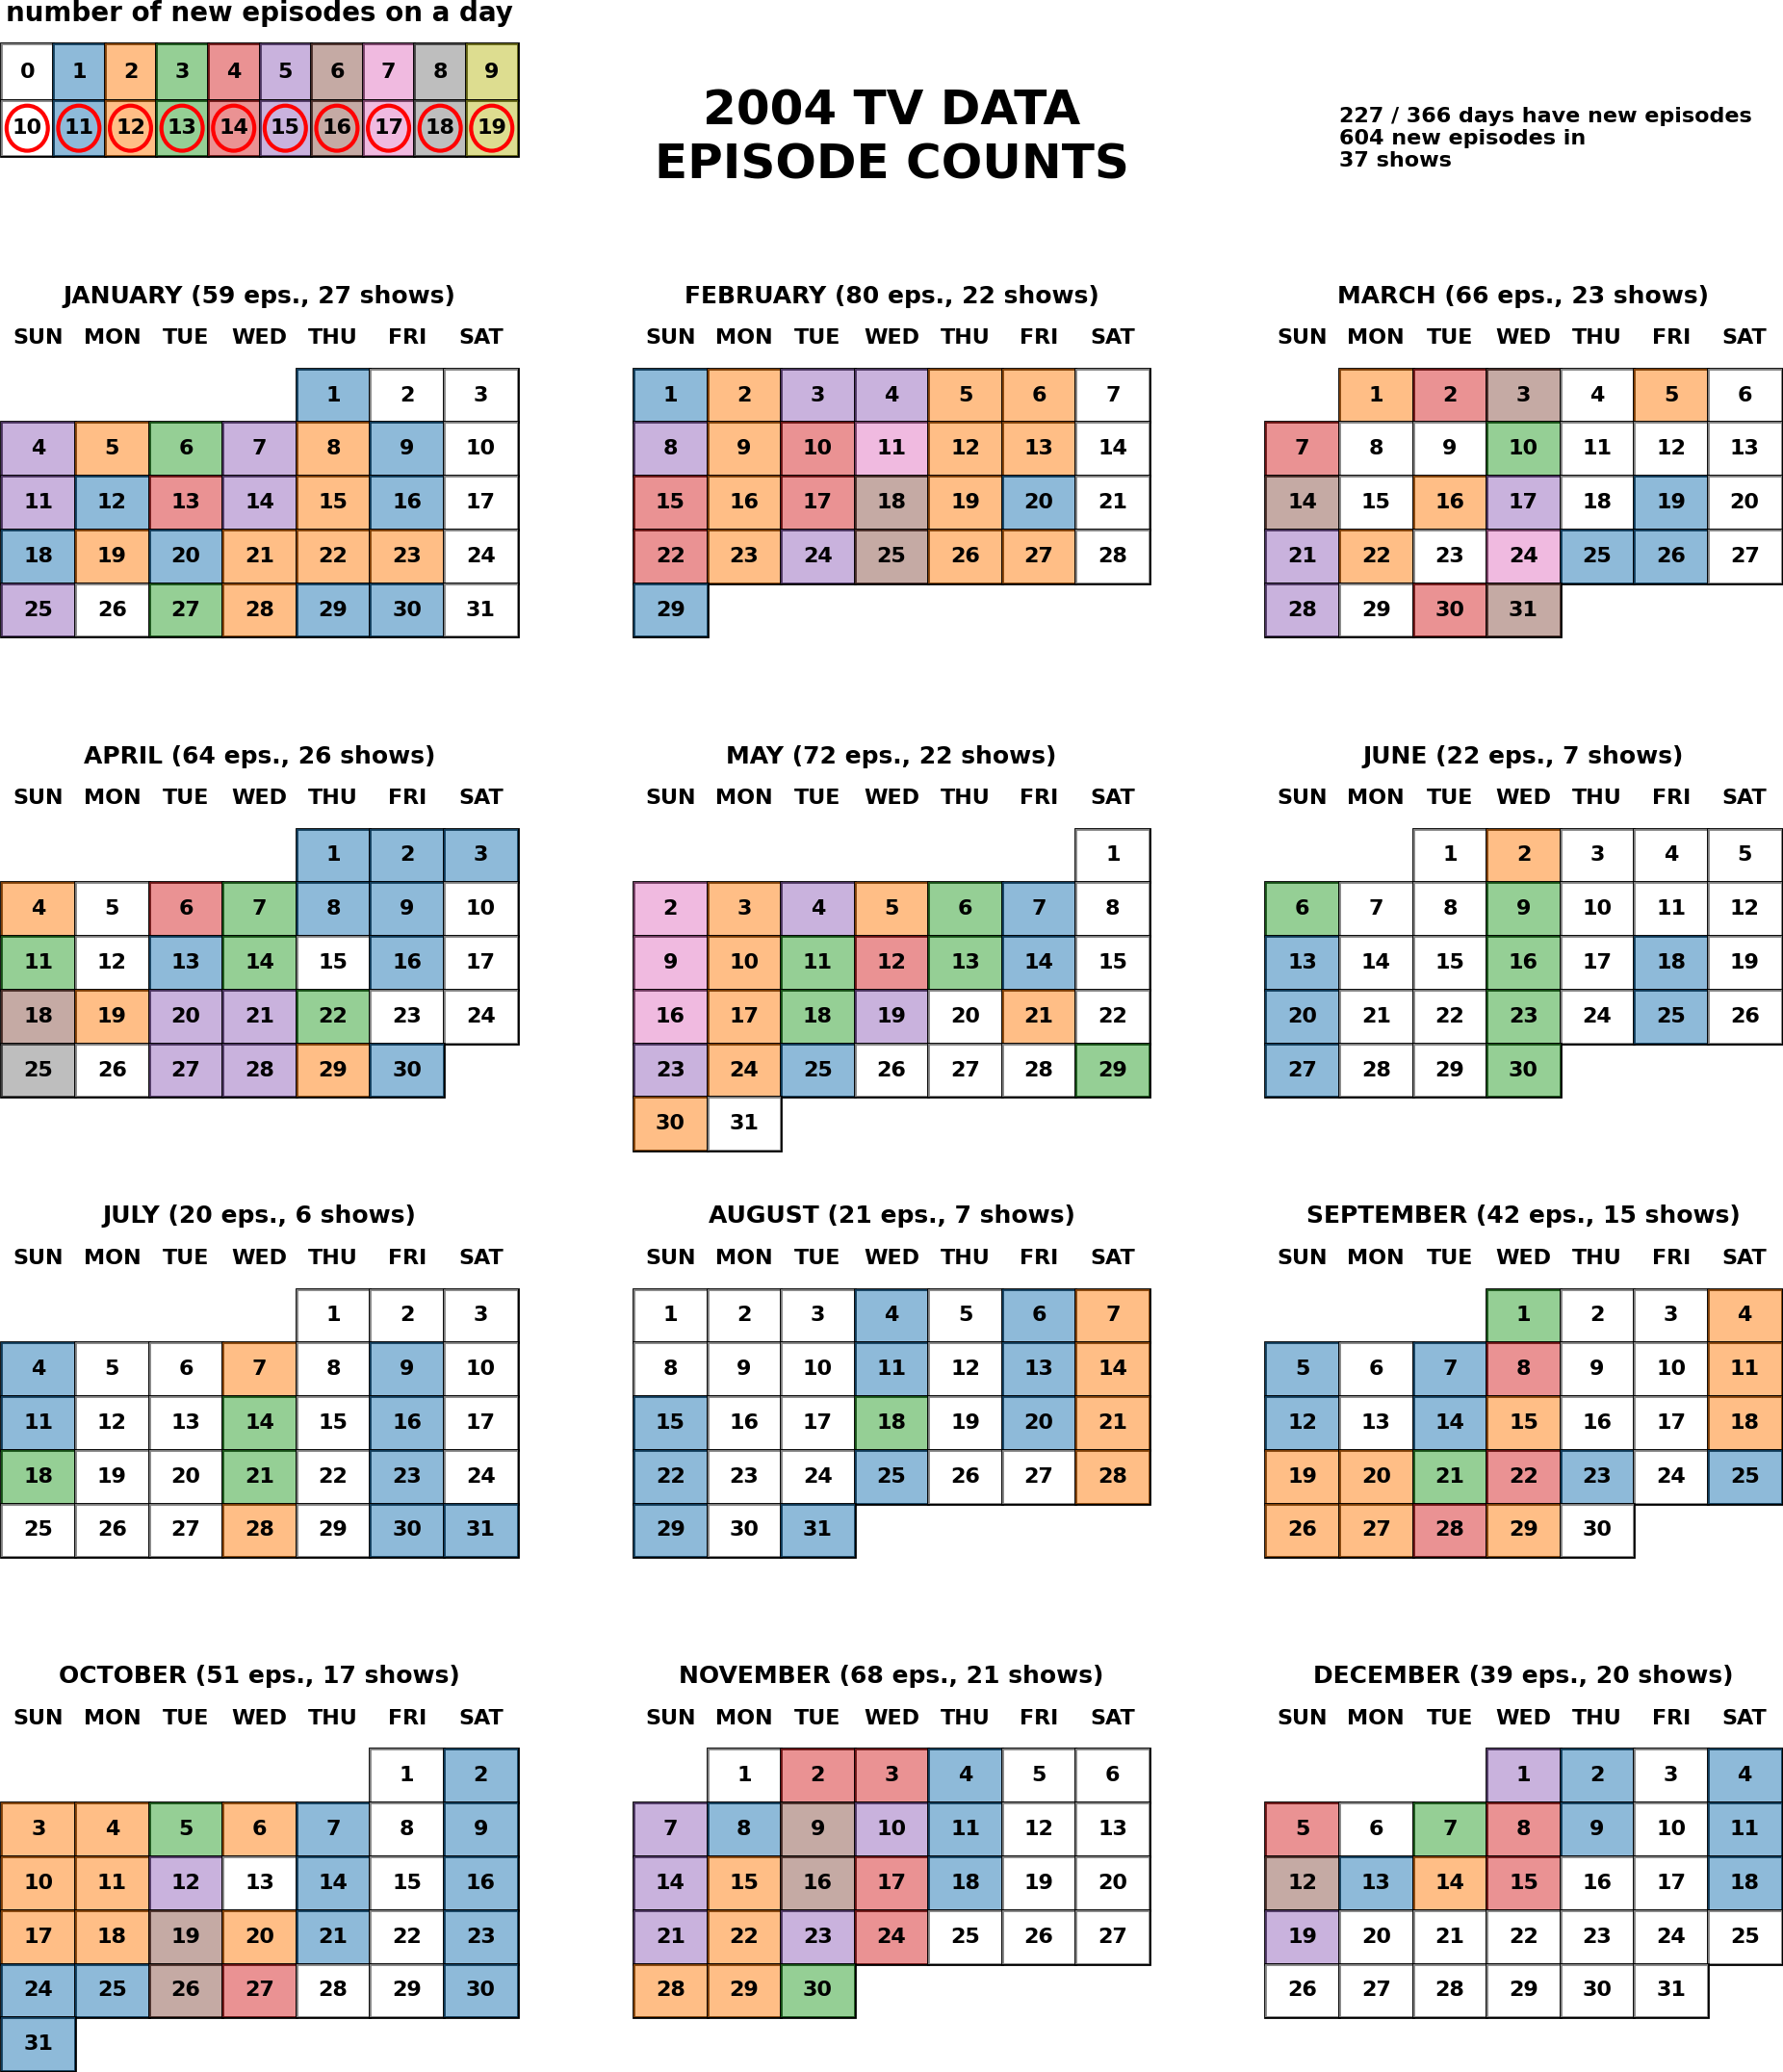 number of new episodes on a day
0 1 2 3 4 5 6 7 8 9
10 11 12 13 14 15 16 17 18 19
2004 TV DATA
EPISODE COUNTS
227 / 366 days have new episodes
604 new episodes in
37 shows
JANUARY (59 eps., 27 shows)
SUN MON TUE WED THU FRI SAT
1 2 3
4 5 6 7 8 9 10
11 12 13 14 15 16 17
18 19 20 21 22 23 24
25 26 27 28 29 30 31
FEBRUARY (80 eps., 22 shows)
SUN MON TUE WED THU FRI SAT
1 2 3 4 5 6 7
8 9 10 11 12 13 14
15 16 17 18 19 20 21
22 23 24 25 26 27 28
29
MARCH (66 eps., 23 shows)
SUN MON TUE WED THU FRI SAT
1 2 3 4 5 6
7 8 9 10 11 12 13
14 15 16 17 18 19 20
21 22 23 24 25 26 27
28 29 30 31
APRIL (64 eps., 26 shows)
SUN MON TUE WED THU FRI SAT
1 2 3
4 5 6 7 8 9 10
11 12 13 14 15 16 17
18 19 20 21 22 23 24
25 26 27 28 29 30
MAY (72 eps., 22 shows)
SUN MON TUE WED THU FRI SAT
1
2 3 4 5 6 7 8
9 10 11 12 13 14 15
16 17 18 19 20 21 22
23 24 25 26 27 28 29
30 31
JUNE (22 eps., 7 shows)
SUN MON TUE WED THU FRI SAT
1 2 3 4 5
6 7 8 9 10 11 12
13 14 15 16 17 18 19
20 21 22 23 24 25 26
27 28 29 30
JULY (20 eps., 6 shows)
SUN MON TUE WED THU FRI SAT
1 2 3
4 5 6 7 8 9 10
11 12 13 14 15 16 17
18 19 20 21 22 23 24
25 26 27 28 29 30 31
AUGUST (21 eps., 7 shows)
SUN MON TUE WED THU FRI SAT
1 2 3 4 5 6 7
8 9 10 11 12 13 14
15 16 17 18 19 20 21
22 23 24 25 26 27 28
29 30 31
SEPTEMBER (42 eps., 15 shows)
SUN MON TUE WED THU FRI SAT
1 2 3 4
5 6 7 8 9 10 11
12 13 14 15 16 17 18
19 20 21 22 23 24 25
26 27 28 29 30
OCTOBER (51 eps., 17 shows)
SUN MON TUE WED THU FRI SAT
1 2
3 4 5 6 7 8 9
10 11 12 13 14 15 16
17 18 19 20 21 22 23
24 25 26 27 28 29 30
31
NOVEMBER (68 eps., 21 shows)
SUN MON TUE WED THU FRI SAT
1 2 3 4 5 6
7 8 9 10 11 12 13
14 15 16 17 18 19 20
21 22 23 24 25 26 27
28 29 30
DECEMBER (39 eps., 20 shows)
SUN MON TUE WED THU FRI SAT
1 2 3 4
5 6 7 8 9 10 11
12 13 14 15 16 17 18
19 20 21 22 23 24 25
26 27 28 29 30 31